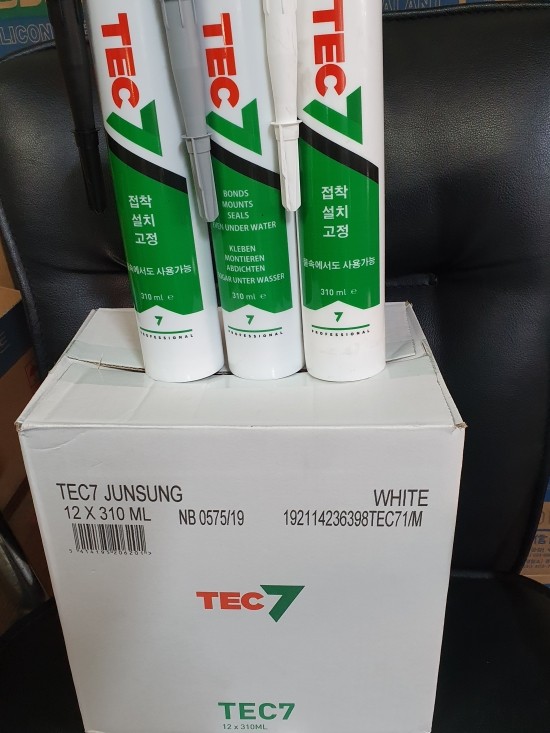 TEC7
접착
설치
고정
물속에서도 사용가능
310 ml e
7
PROFESSIONAL
TEC7
BONDS
MOUNTS
SEALS
EVEN UNDER WATER
KLEBEN
MONTIEREN
ABDICHTEN
SOGAR UNTER WASSER
310 ml e
7
PROFESSIONAL
TEC7
접착
설치
고정
물속에서도 사용가능
310 ml e
7
PROFESSIONAL
TEC7 JUNSUNG
WHITE
12 X 310 ML
NB 0575/19
192114236398TEC71/M
TEC7
TEC7
12 x 310ML